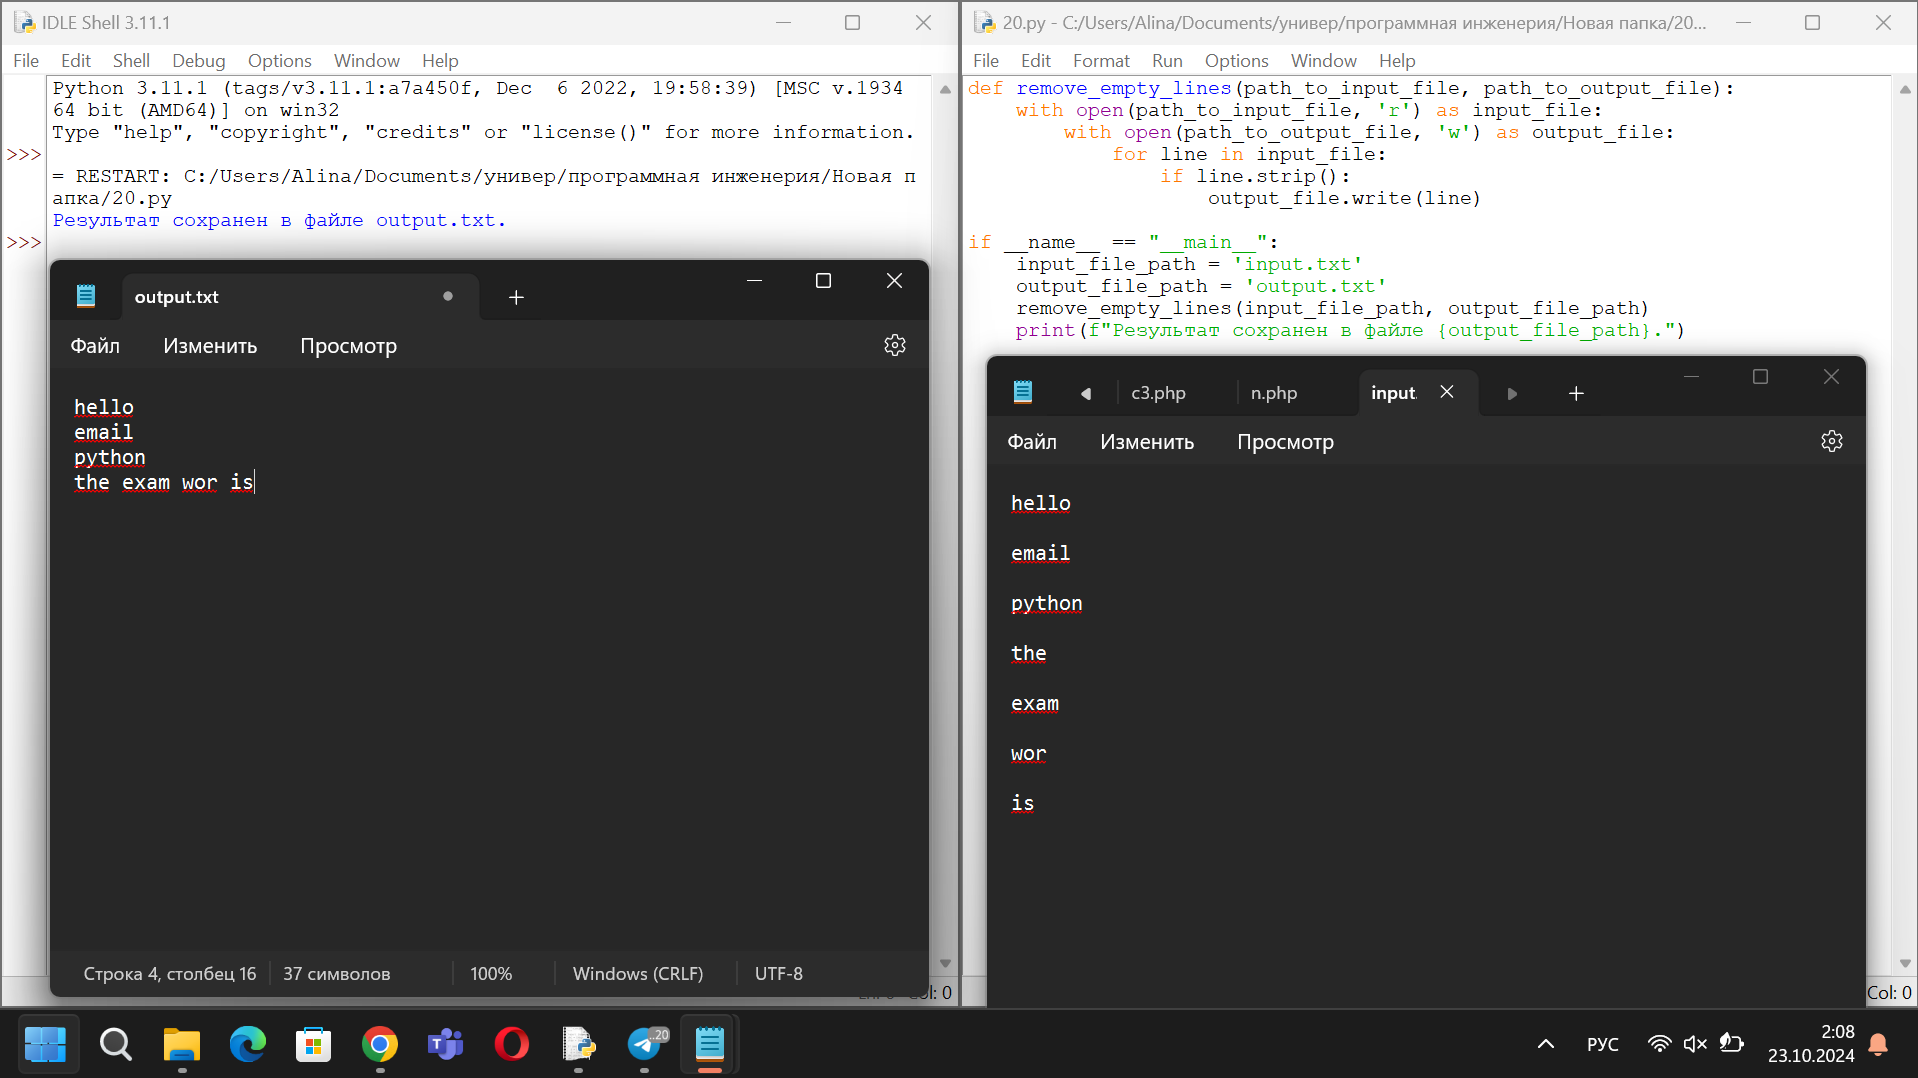 IDLE Shell 3.11.1
File Edit Shell Debug Options Window Help
Python 3.11.1 (tags/v3.11.1:a7a450f, Dec  6 2022, 19:58:39) [MSC v.1934
64 bit (AMD64)] on win32
Type "help", "copyright", "credits" or "license()" for more information.
>>>
= RESTART: C:/Users/Alina/Documents/универ/программная инженерия/Новая п
апка/20.py
Результат сохранен в файле output.txt.
>>>
output.txt
Файл Изменить Просмотр
hello
email
python
the exam wor is
Строка 4, столбец 16 37 символов 100% Windows (CRLF) UTF-8
Col: 0
20.py - C:/Users/Alina/Documents/универ/программная инженерия/Новая папка/20...
File Edit Format Run Options Window Help
def remove_empty_lines(path_to_input_file, path_to_output_file):
    with open(path_to_input_file, 'r') as input_file:
        with open(path_to_output_file, 'w') as output_file:
            for line in input_file:
                if line.strip():
                    output_file.write(line)
if __name__ == "__main__":
    input_file_path = 'input.txt'
    output_file_path = 'output.txt'
    remove_empty_lines(input_file_path, output_file_path)
    print(f"Результат сохранен в файле {output_file_path}.")
c3.php n.php input.
Файл Изменить Просмотр
hello
email
python
the
exam
wor
is
Col: 0
..20
РУС
2:08
23.10.2024